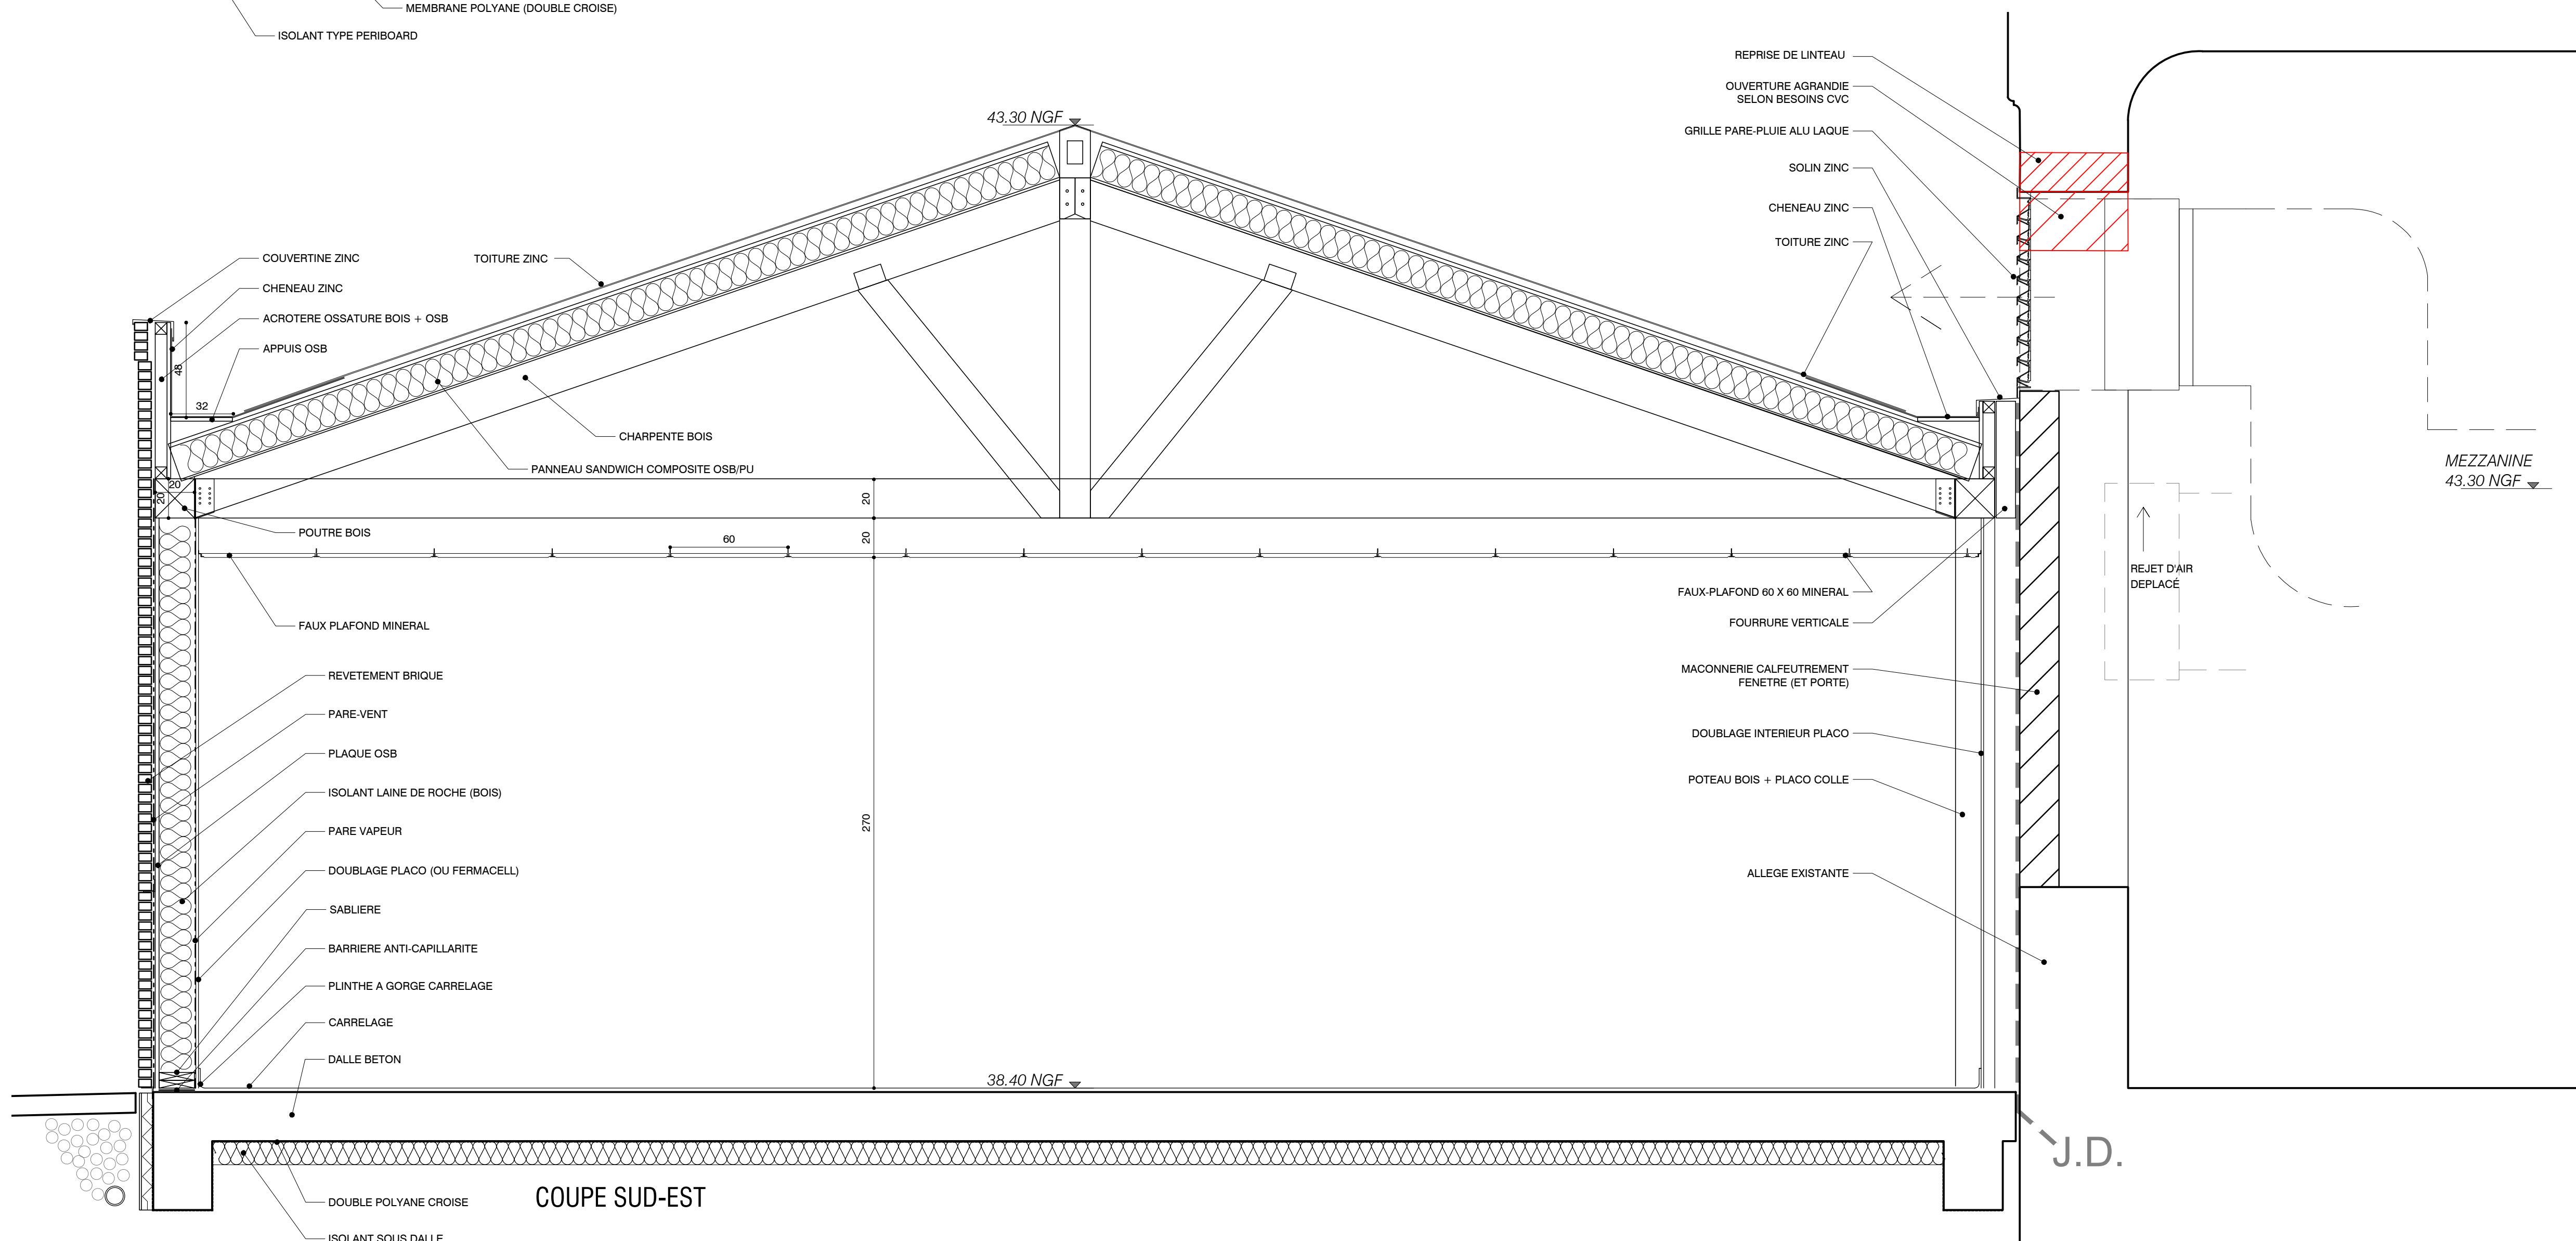 MEMBRANE POLYANE (DOUBLE CROISE)
ISOLANT TYPE PERIBOARD
REPRISE DE LINTEAU
OUVERTURE AGRANDIE
SELON BESOINS CVC
GRILLE PARE-PLUIE ALU LAQUE
SOLIN ZINC
CHENEAU ZINC
TOITURE ZINC
43.30 NGF
COUVERTINE ZINC
TOITURE ZINC
CHENEAU ZINC
ACROTERE OSSATURE BOIS + OSB
APPUIS OSB
48
32
CHARPENTE BOIS
PANNEAU SANDWICH COMPOSITE OSB/PU
MEZZANINE
43.30 NGF
20
20
20
POUTRE BOIS
20
60
REJET D'AIR
DEPLACÉ
FAUX-PLAFOND 60 X 60 MINERAL
FOURRURE VERTICALE
FAUX PLAFOND MINERAL
MACONNERIE CALFEUTREMENT
FENETRE (ET PORTE)
REVETEMENT BRIQUE
PARE-VENT
DOUBLAGE INTERIEUR PLACO
PLAQUE OSB
POTEAU BOIS + PLACO COLLE
ISOLANT LAINE DE ROCHE (BOIS)
270
PARE VAPEUR
DOUBLAGE PLACO (OU FERMACELL)
ALLEGE EXISTANTE
SABLIERE
BARRIERE ANTI-CAPILLARITE
PLINTHE A GORGE CARRELAGE
CARRELAGE
DALLE BETON
38.40 NGF
J.D.
DOUBLE POLYANE CROISE
COUPE SUD-EST
ISOLANT SOUS DALLE